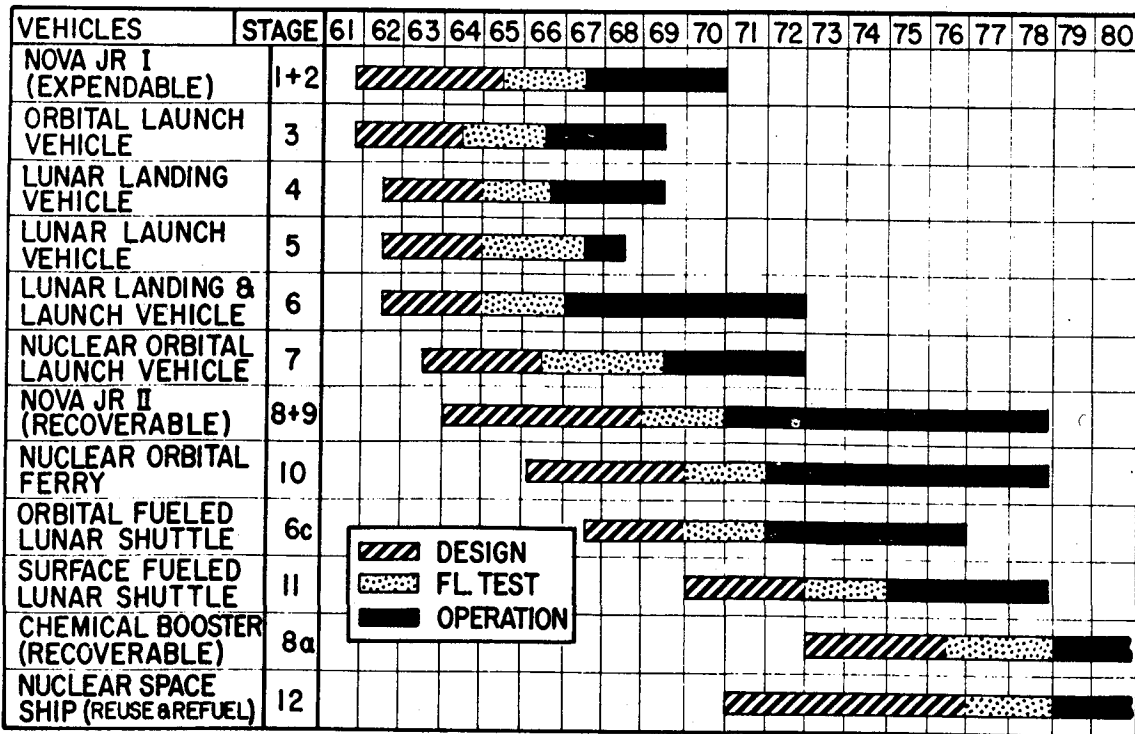 VEHICLES STAGE 61 62 63 64 65 66 67 68 69 70 71 72 73 74 75 76 77 78 79 80
NOVA JR I
(EXPENDABLE) 1+2
ORBITAL LAUNCH
VEHICLE 3
LUNAR LANDING
VEHICLE 4
LUNAR LAUNCH
VEHICLE 5
LUNAR LANDING &
LAUNCH VEHICLE 6
NUCLEAR ORBITAL
LAUNCH VEHICLE 7
NOVA JR II
(RECOVERABLE) 8+9
NUCLEAR ORBITAL
FERRY 10
ORBITAL FUELED
LUNAR SHUTTLE 6c
SURFACE FUELED
LUNAR SHUTTLE 11
CHEMICAL BOOSTER
(RECOVERABLE) 8a
NUCLEAR SPACE
SHIP (REUSE & REFUEL) 12
DESIGN
FL. TEST
OPERATION